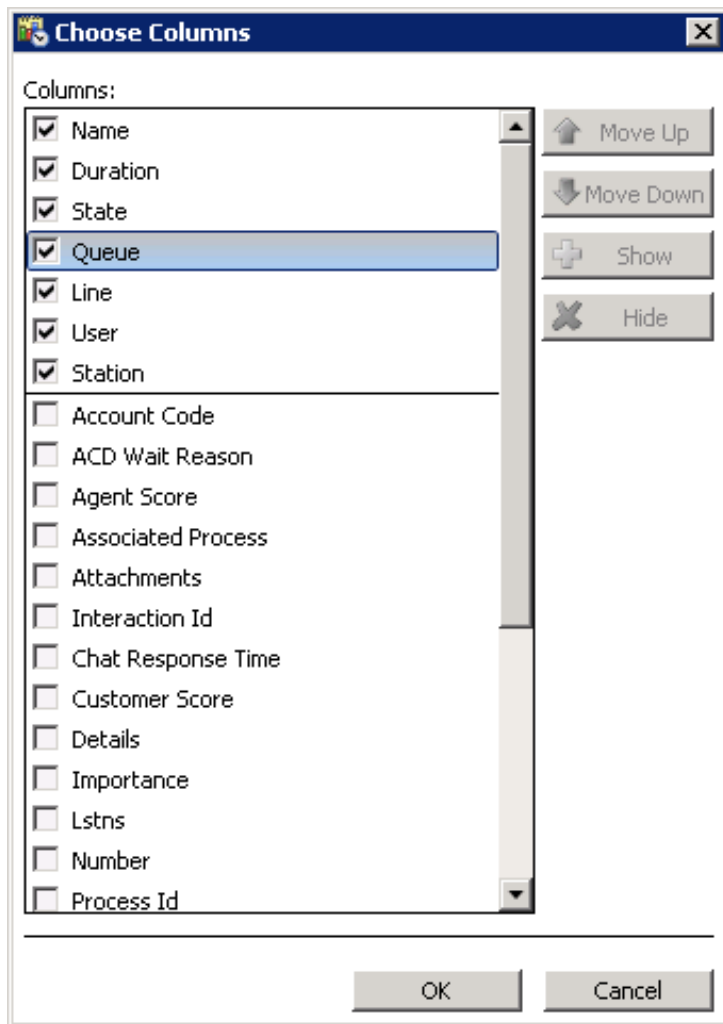 Choose Columns
Columns:
Name
Duration
State
Queue
Line
User
Station
Account Code
ACD Wait Reason
Agent Score
Associated Process
Attachments
Interaction Id
Chat Response Time
Customer Score
Details
Importance
Lstns
Number
Process Id
Move Up
Move Down
Show
Hide
OK
Cancel